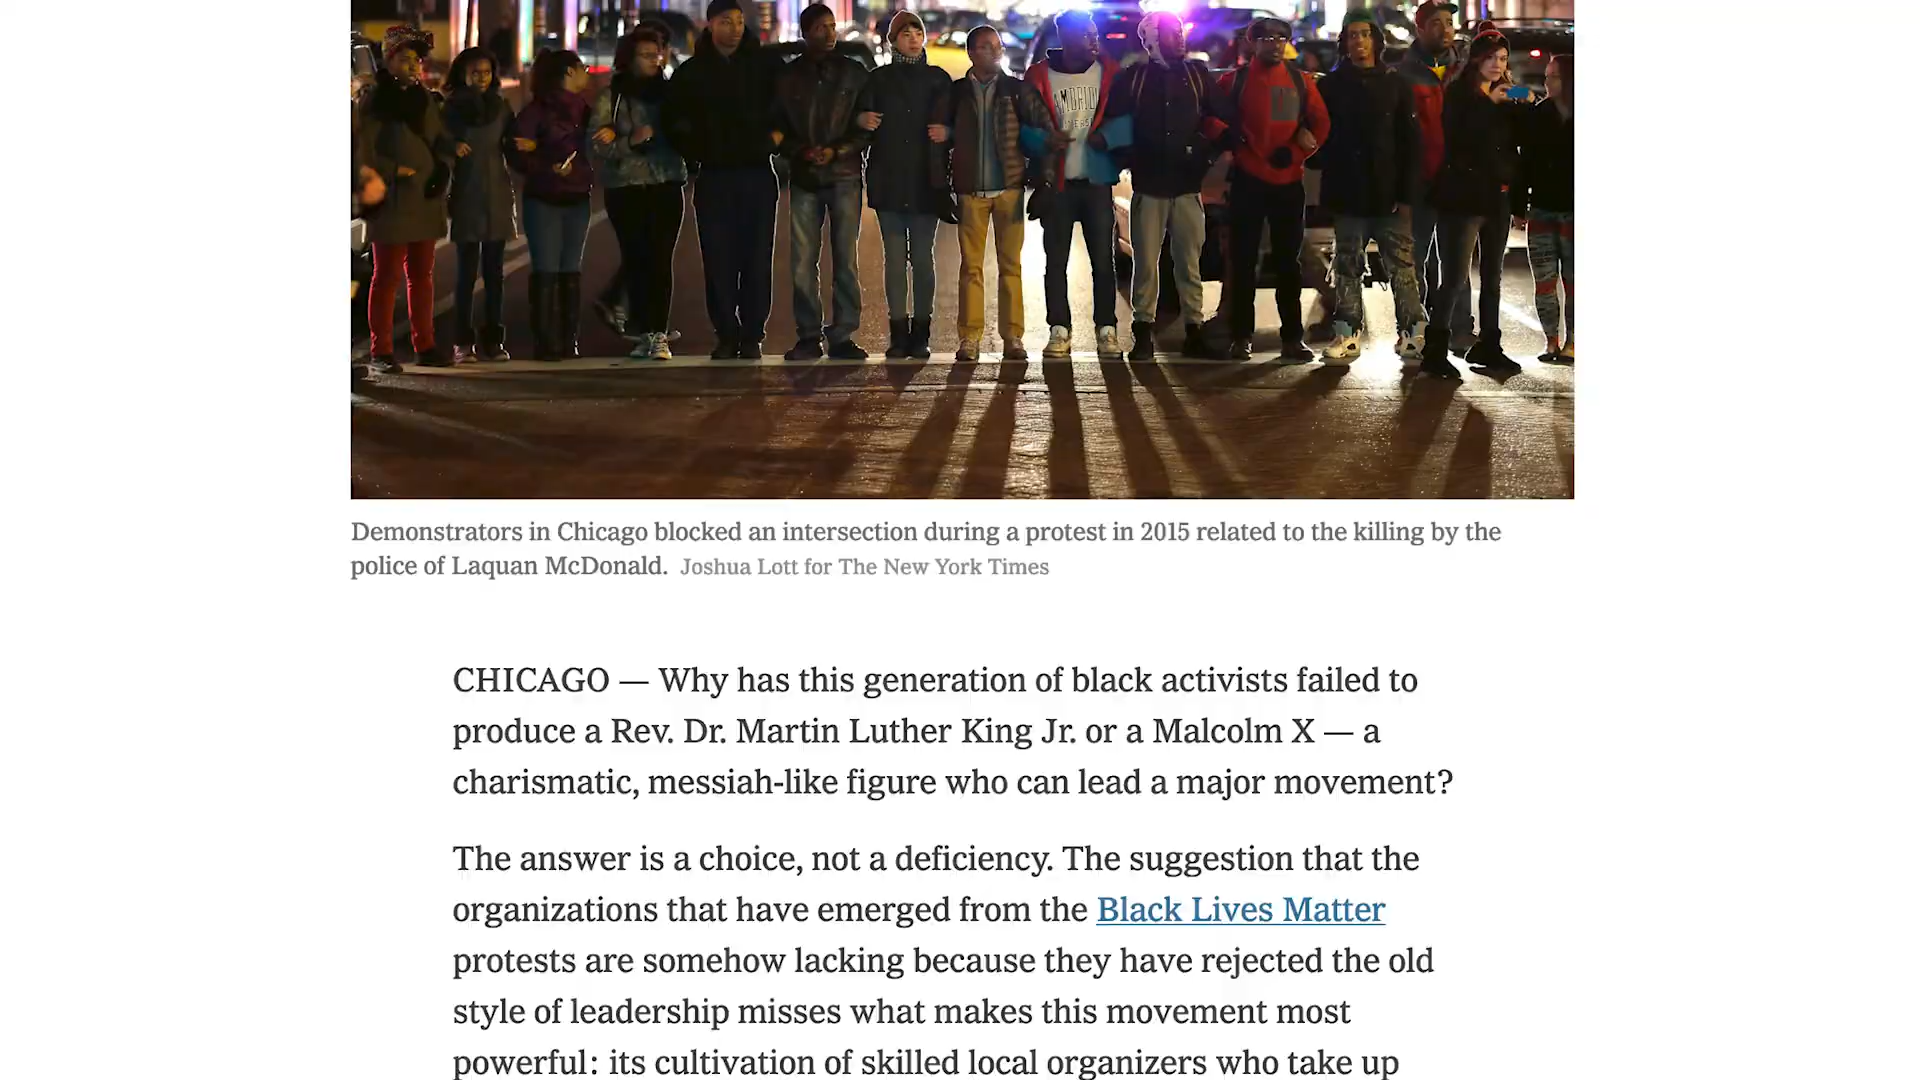 Demonstrators in Chicago blocked an intersection during a protest in 2015 related to the killing by the
police of Laquan McDonald. Joshua Lott for The New York Times
CHICAGO — Why has this generation of black activists failed to
produce a Rev. Dr. Martin Luther King Jr. or a Malcolm X — a
charismatic, messiah-like figure who can lead a major movement?
The answer is a choice, not a deficiency. The suggestion that the
organizations that have emerged from the Black Lives Matter
protests are somehow lacking because they have rejected the old
style of leadership misses what makes this movement most
powerful: its cultivation of skilled local organizers who take up